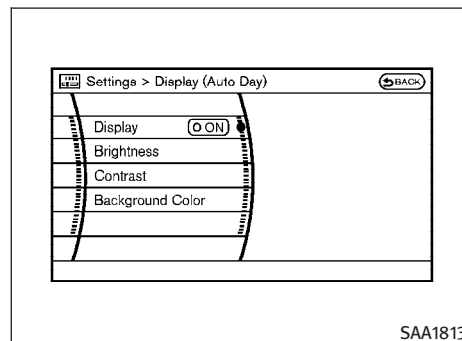 Settings > Display (Auto Day)
BACK
Display ON
Brightness
Contrast
Background Color
SAA1813